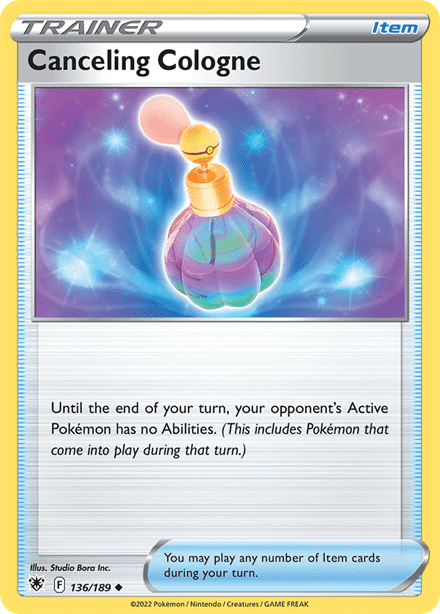 TRAINER
Item
Canceling Cologne
Until the end of your turn, your opponent's Active
Pokémon has no Abilities. (This includes Pokémon that
come into play during that turn.)
Illus. Studio Bora Inc.
You may play any number of Item cards
during your turn.
F 136/189 ◆
©2022 Pokémon / Nintendo / Creatures / GAME FREAK